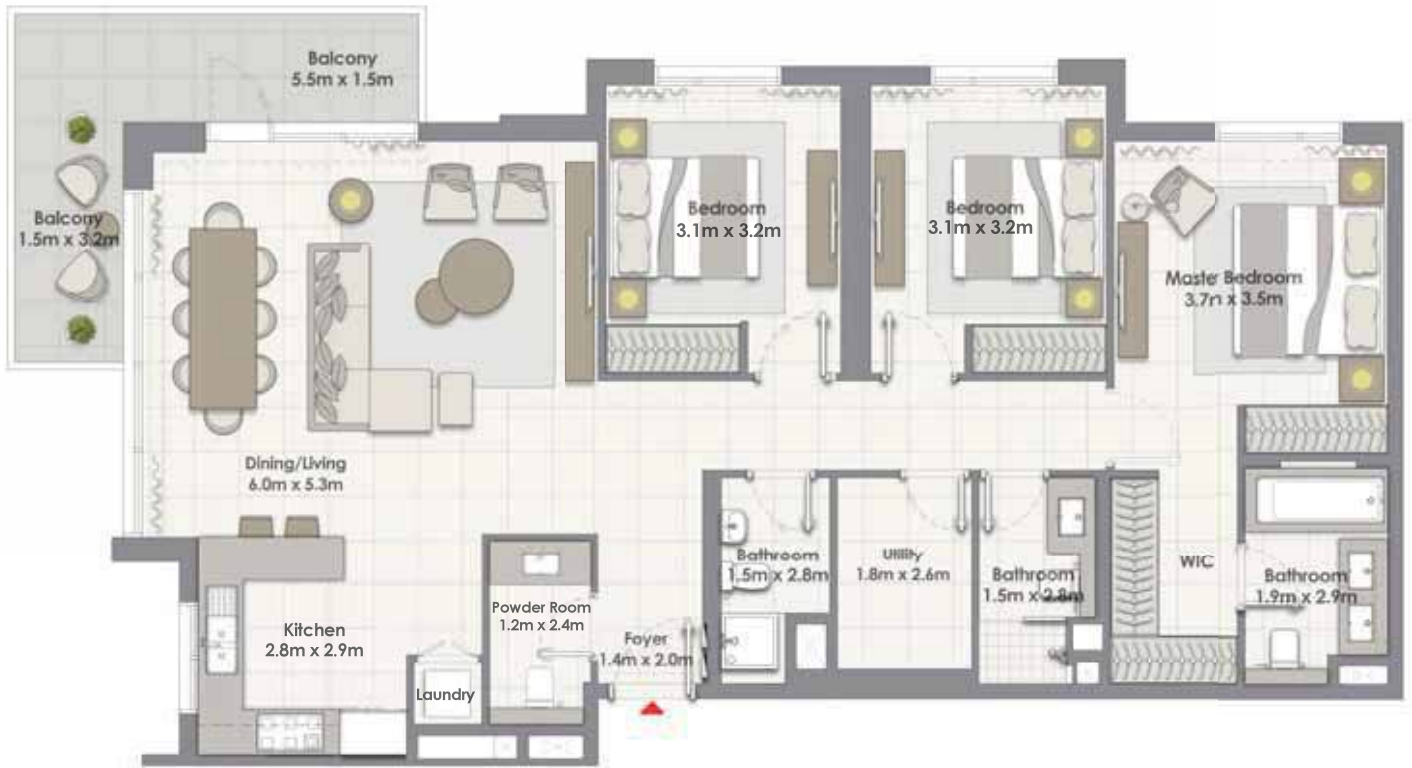 Balcony
5.5m x 1.5m
Balcony
1.5m x 3.2m
Bedroom
3.1m x 3.2m
Bedroom
3.1m x 3.2m
Master Bedroom
3.7m x 3.5m
Dining/Living
6.0m x 5.3m
Kitchen
2.8m x 2.9m
Laundry
Powder Room
1.2m x 2.4m
Foyer
1.4m x 2.0m
Bathroom
1.5m x 2.8m
Utility
1.8m x 2.6m
Bathroom
1.5m x 2.8m
WIC
Bathroom
1.9m x 2.9m